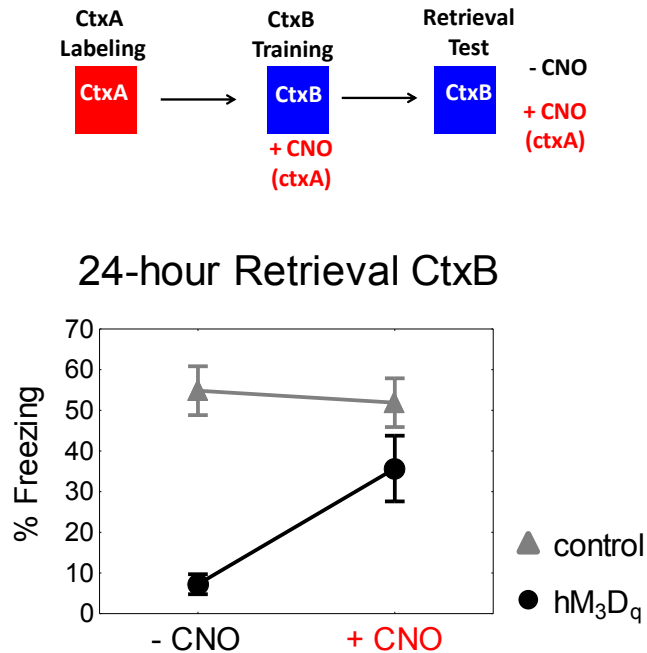 CtxA
Labeling
CtxB
Training
Retrieval
Test
CtxA
CtxB
CtxB
- CNO
+ CNO
(ctxA)
+ CNO
(ctxA)
24-hour Retrieval CtxB
% Freezing
70
60
50
40
30
20
10
0
- CNO
+ CNO
control
hM₃Dq